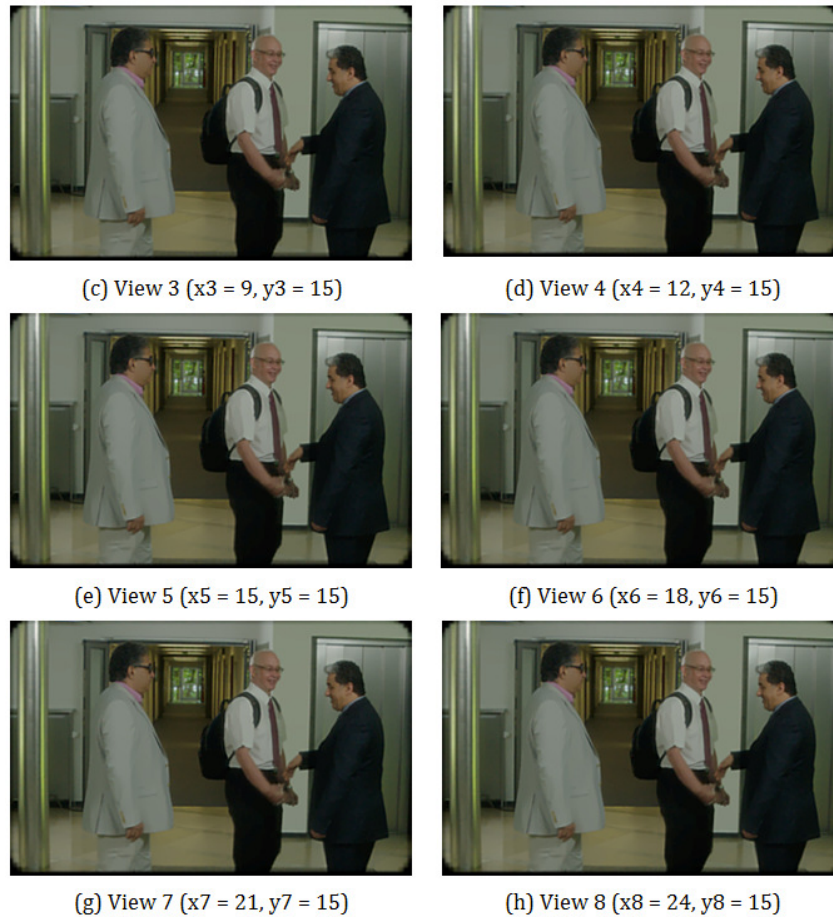 (c) View 3 (x3 = 9, y3 = 15)
(d) View 4 (x4 = 12, y4 = 15)
(e) View 5 (x5 = 15, y5 = 15)
(f) View 6 (x6 = 18, y6 = 15)
(g) View 7 (x7 = 21, y7 = 15)
(h) View 8 (x8 = 24, y8 = 15)